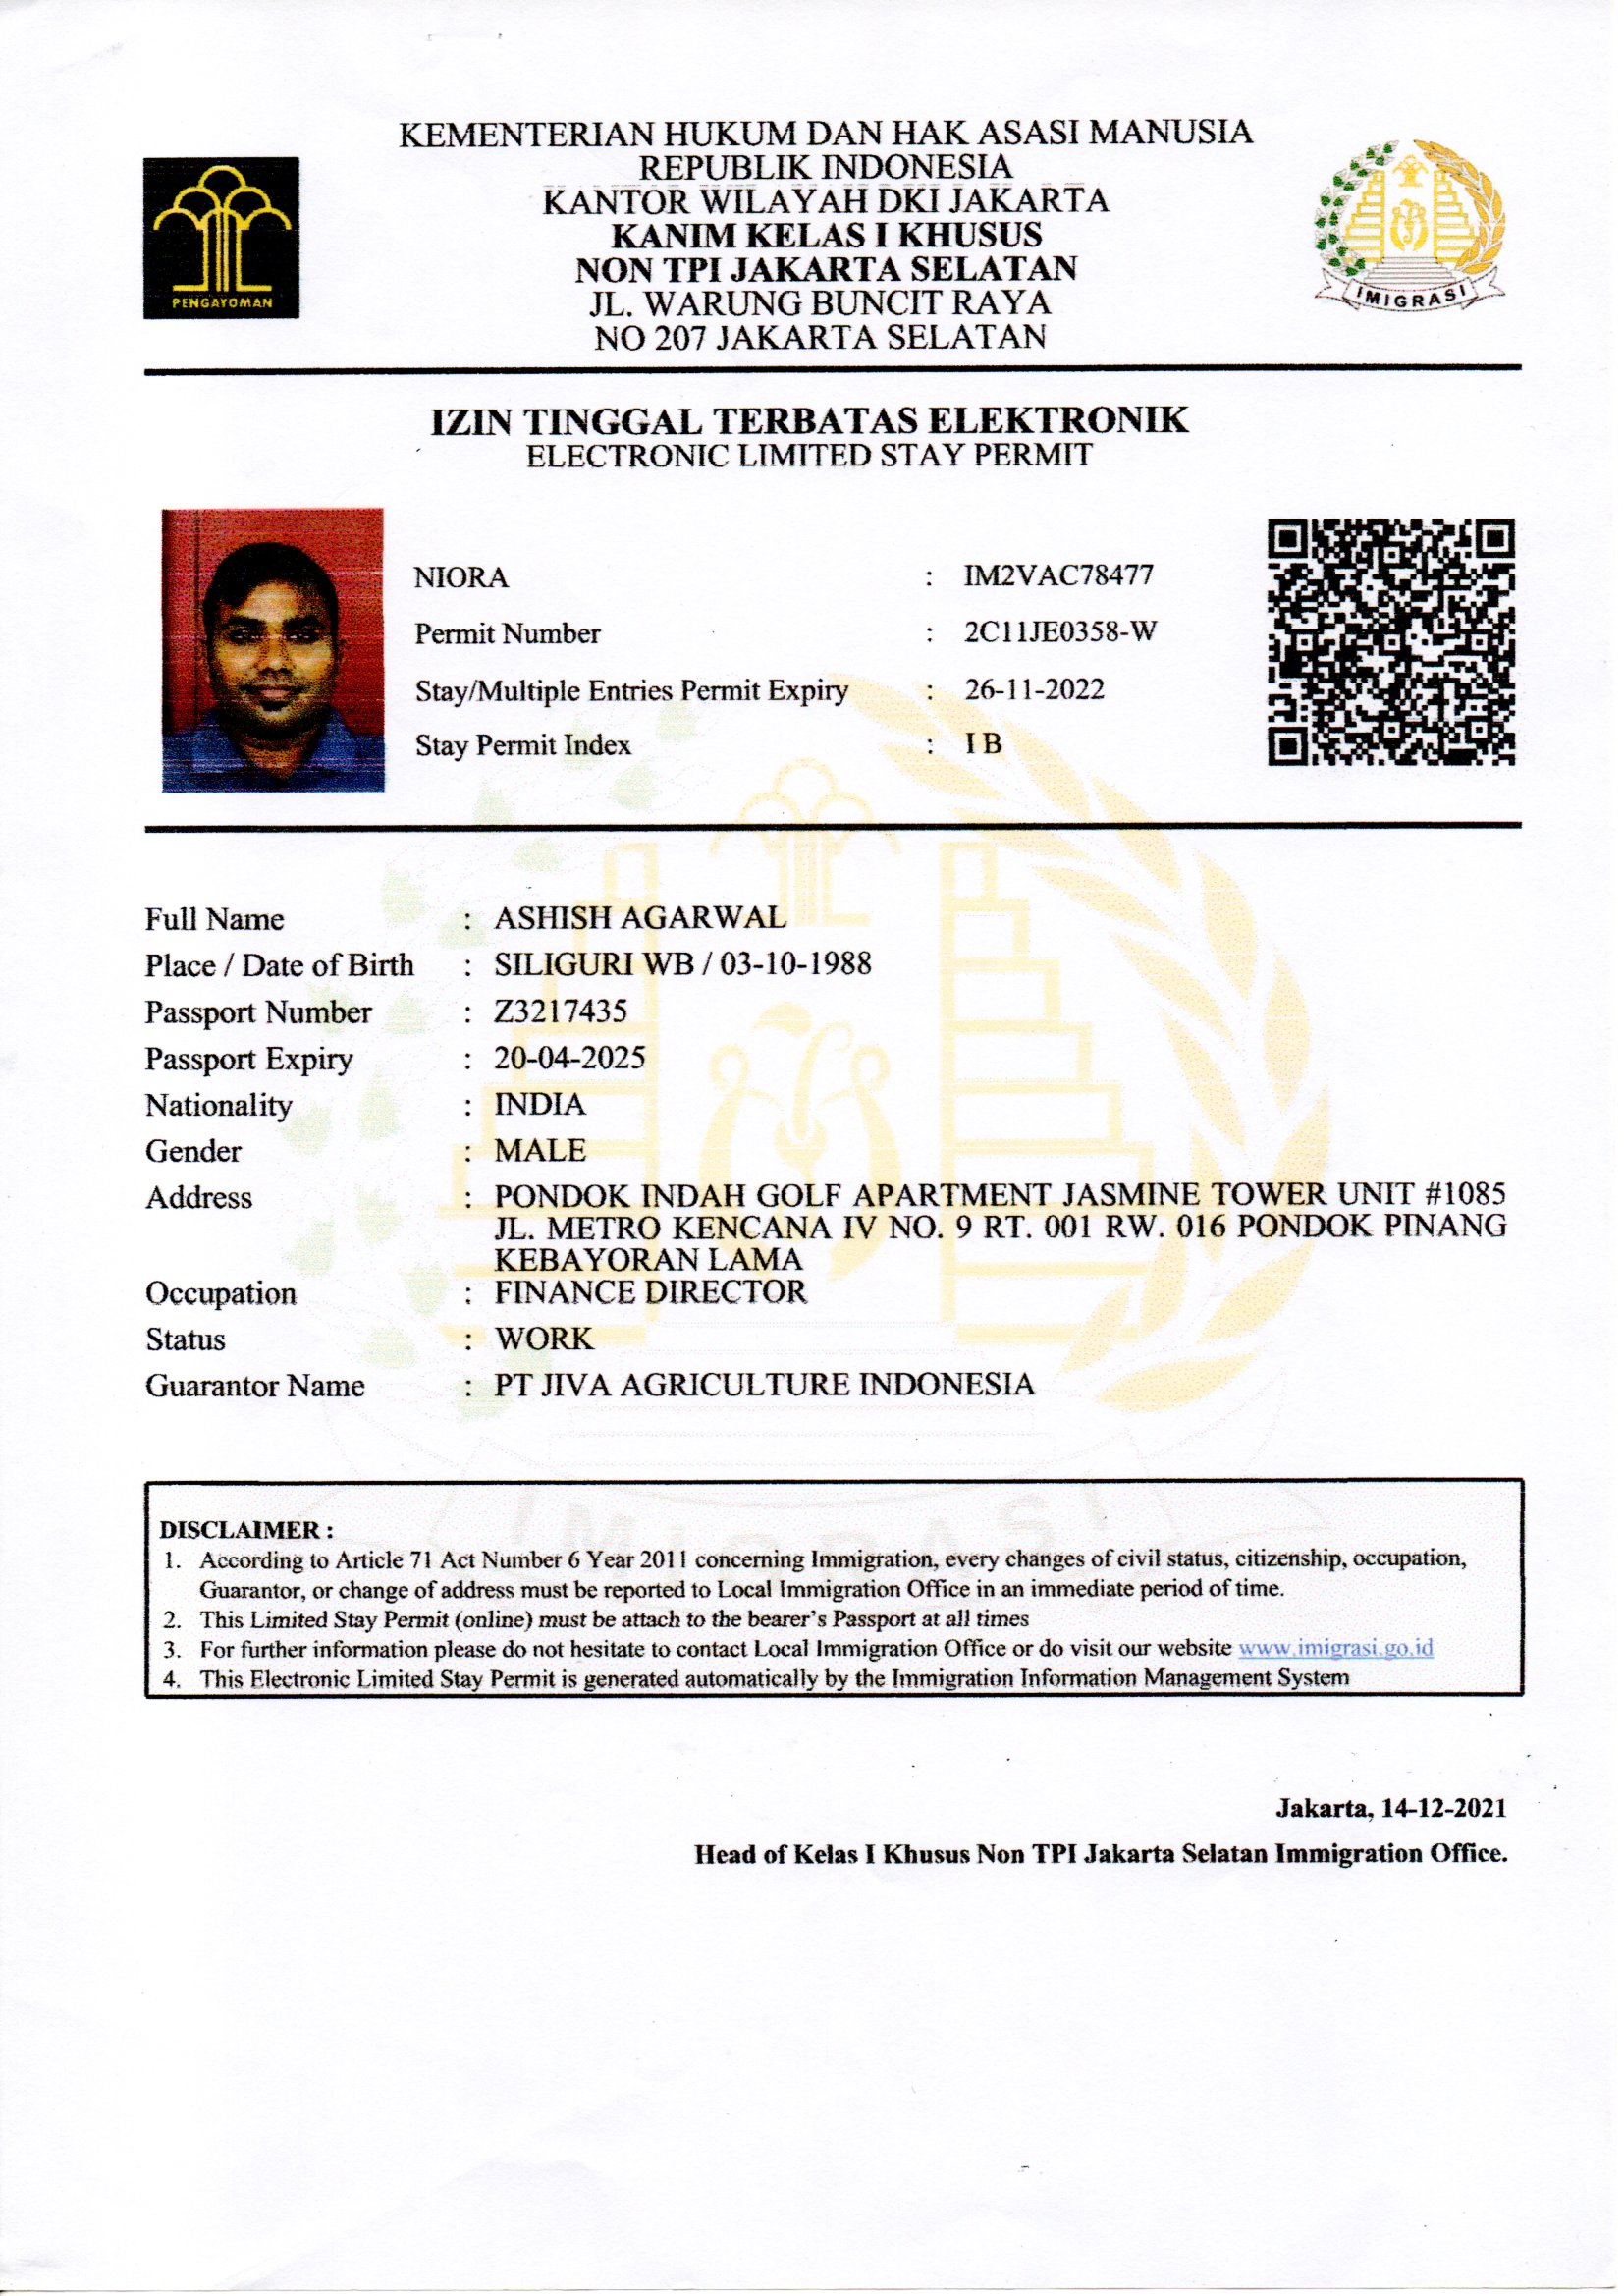 KEMENTERIAN HUKUM DAN HAK ASASI MANUSIA
REPUBLIK INDONESIA
KANTOR WILAYAH DKI JAKARTA
KANIM KELAS I KHUSUS
NON TPI JAKARTA SELATAN
JL. WARUNG BUNCIT RAYA
NO 207 JAKARTA SELATAN
PENGAYOMAN
IMIGRASI
IZIN TINGGAL TERBATAS ELEKTRONIK
ELECTRONIC LIMITED STAY PERMIT
NIORA : IM2VAC78477
Permit Number : 2C11JE0358-W
Stay/Multiple Entries Permit Expiry : 26-11-2022
Stay Permit Index : I B
Full Name : ASHISH AGARWAL
Place / Date of Birth : SILIGURI WB / 03-10-1988
Passport Number : Z3217435
Passport Expiry : 20-04-2025
Nationality : INDIA
Gender : MALE
Address : PONDOK INDAH GOLF APARTMENT JASMINE TOWER UNIT #1085
JL. METRO KENCANA IV NO. 9 RT. 001 RW. 016 PONDOK PINANG
KEBAYORAN LAMA
Occupation : FINANCE DIRECTOR
Status : WORK
Guarantor Name : PT JIVA AGRICULTURE INDONESIA
DISCLAIMER :
1. According to Article 71 Act Number 6 Year 2011 concerning Immigration, every changes of civil status, citizenship, occupation,
Guarantor, or change of address must be reported to Local Immigration Office in an immediate period of time.
2. This Limited Stay Permit (online) must be attach to the bearer's Passport at all times
3. For further information please do not hesitate to contact Local Immigration Office or do visit our website www.imigrasi.go.id
4. This Electronic Limited Stay Permit is generated automatically by the Immigration Information Management System
Jakarta, 14-12-2021
Head of Kelas I Khusus Non TPI Jakarta Selatan Immigration Office.